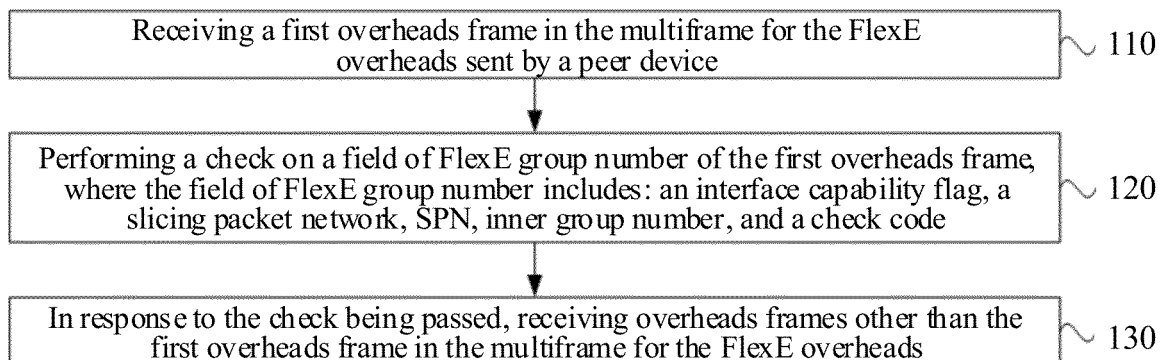 Receiving a first overheads frame in the multiframe for the FlexE
overheads sent by a peer device
110
Performing a check on a field of FlexE group number of the first overheads frame,
where the field of FlexE group number includes: an interface capability flag, a
slicing packet network, SPN, inner group number, and a check code
120
In response to the check being passed, receiving overheads frames other than the
first overheads frame in the multiframe for the FlexE overheads
130